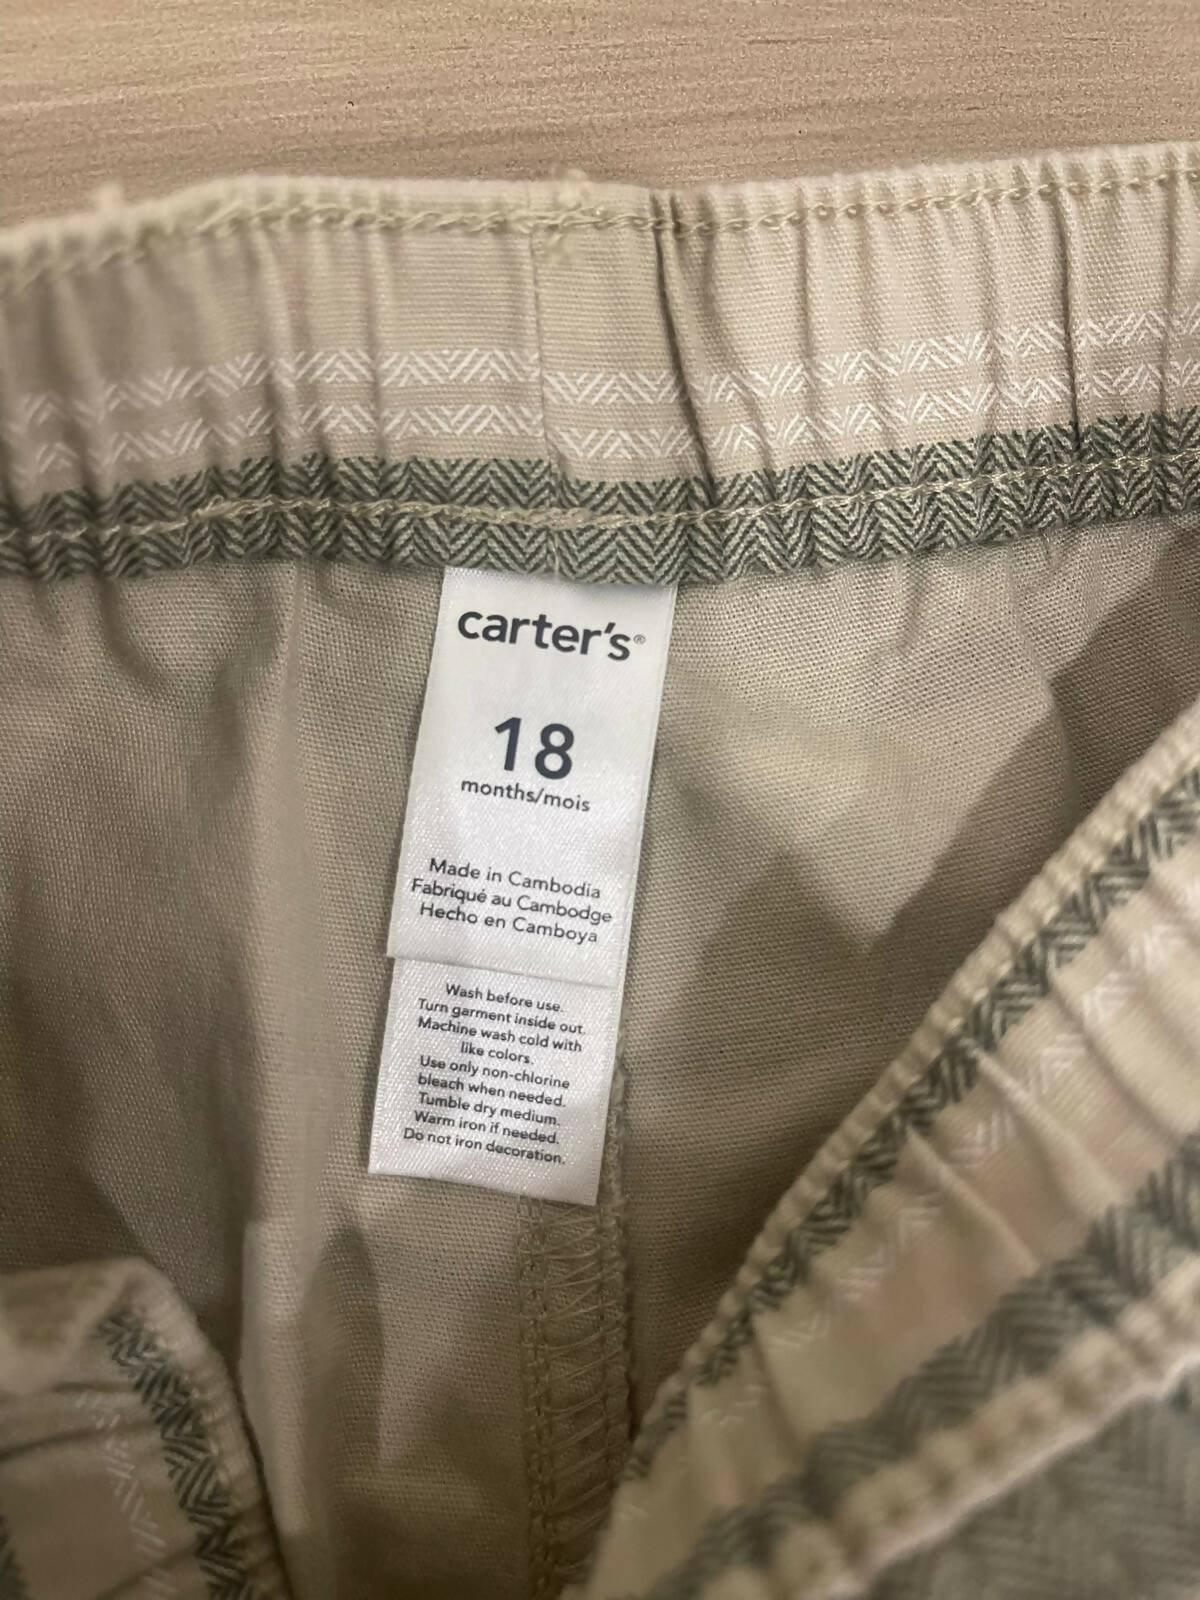 carter's®
18
months/mois
Made in Cambodia
Fabriqué au Cambodge
Hecho en Camboya
Wash before use.
Turn garment inside out.
Machine wash cold with
like colors.
Use only non-chlorine
bleach when needed.
Tumble dry medium.
Warm iron if needed.
Do not iron decoration.